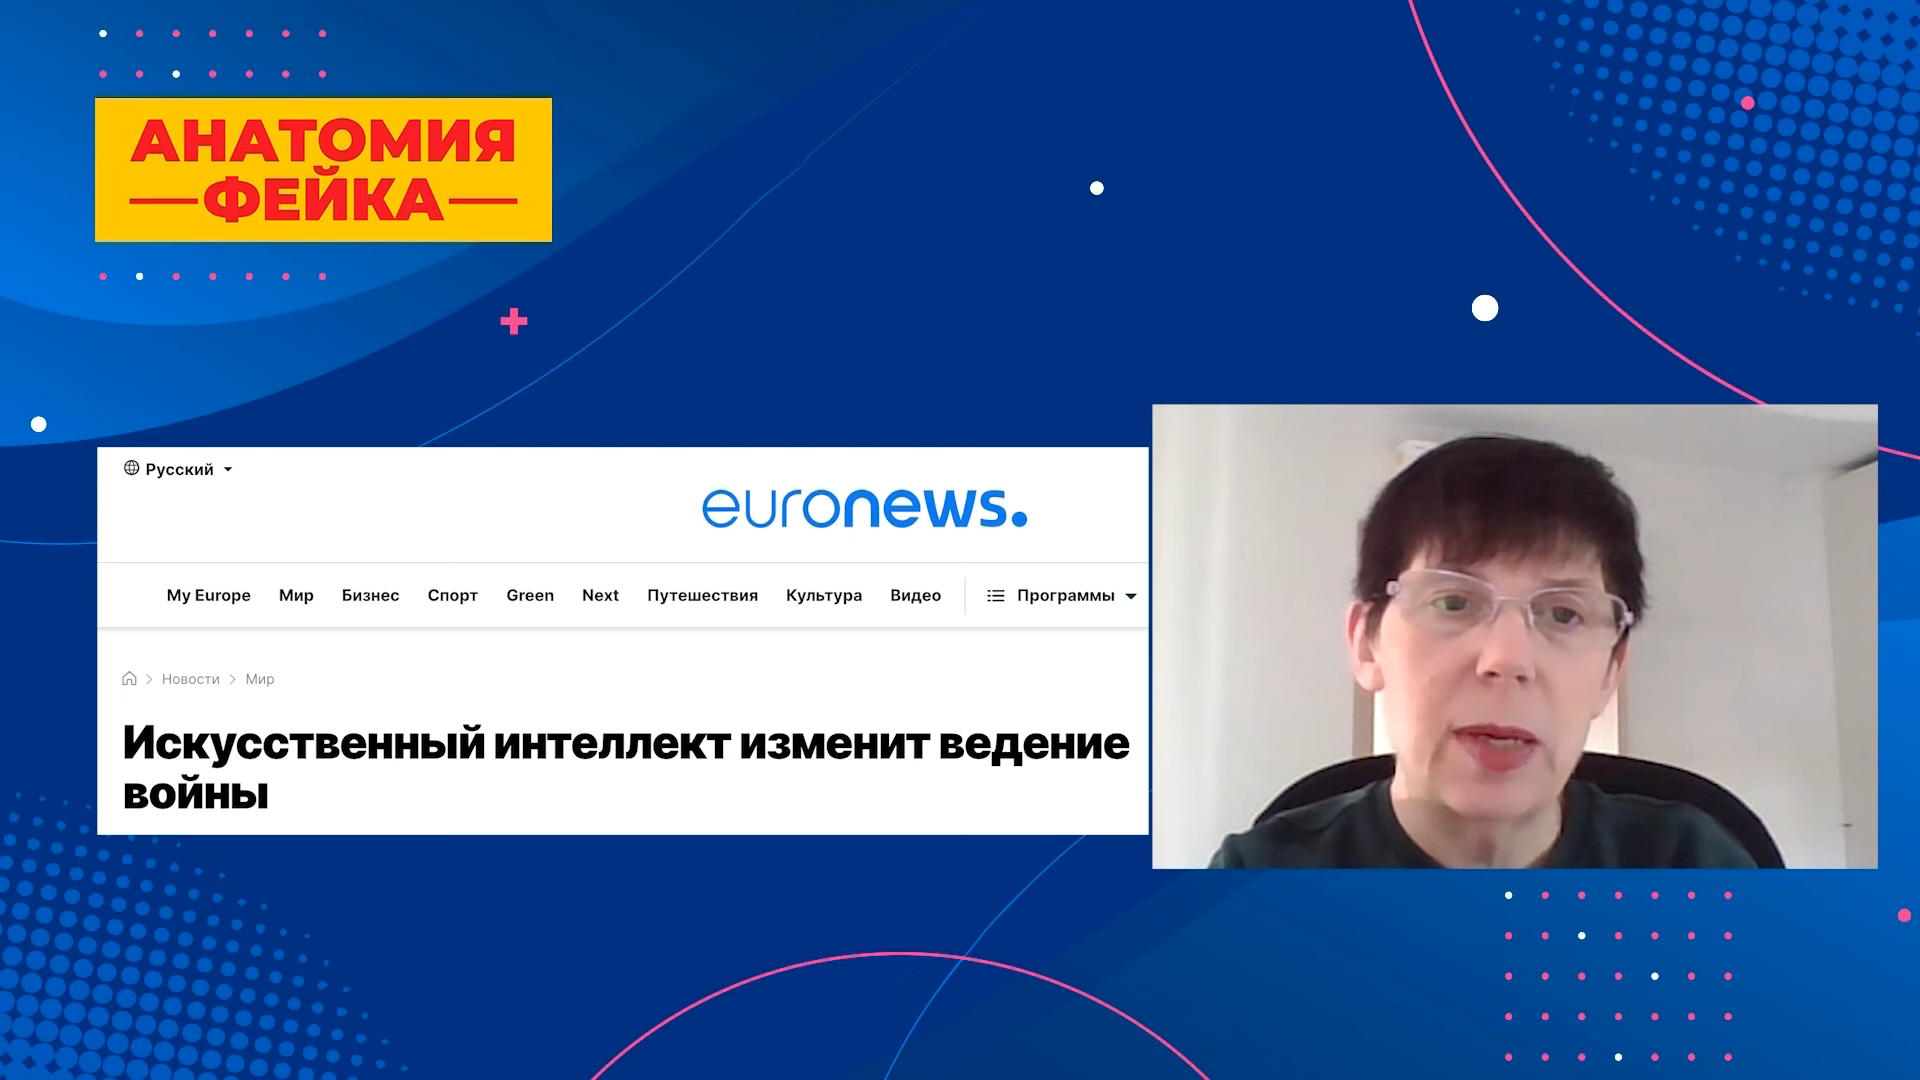 АНАТОМИЯ
ФЕЙКА
Русский
euronews.
My Europe Мир Бизнес Спорт Green Next Путешествия Культура Видео Программы
Новости Мир
Искусственный интеллект изменит ведение
войны